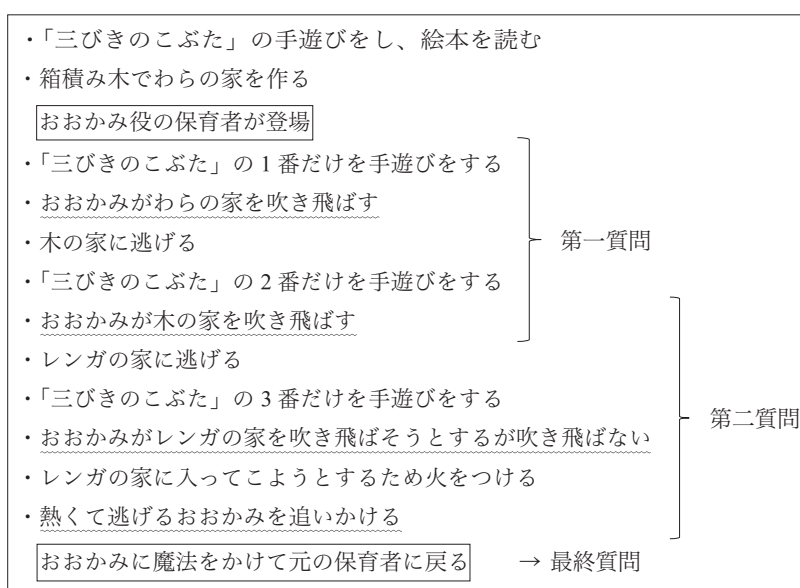 ・「三びきのこぶた」の手遊びをし、絵本を読む
・箱積み木でわらの家を作る
おおかみ役の保育者が登場
・「三びきのこぶた」の1番だけを手遊びをする
・おおかみがわらの家を吹き飛ばす
・木の家に逃げる
第一質問
・「三びきのこぶた」の2番だけを手遊びをする
・おおかみが木の家を吹き飛ばす
・レンガの家に逃げる
・「三びきのこぶた」の3番だけを手遊びをする
第二質問
・おおかみがレンガの家を吹き飛ばそうとするが吹き飛ばない
・レンガの家に入ってこようとするため火をつける
・熱くて逃げるおおかみを追いかける
おおかみに魔法をかけて元の保育者に戻る → 最終質問